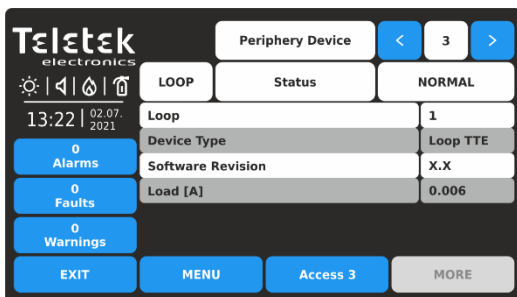 Teletek
electronics
Periphery Device
<
3
>
LOOP
Status
NORMAL
13:22
02.07.
2021
Loop
1
Device Type
Loop TTE
Software Revision
X.X
Load [A]
0.006
0
Alarms
0
Faults
0
Warnings
EXIT
MENU
Access 3
MORE